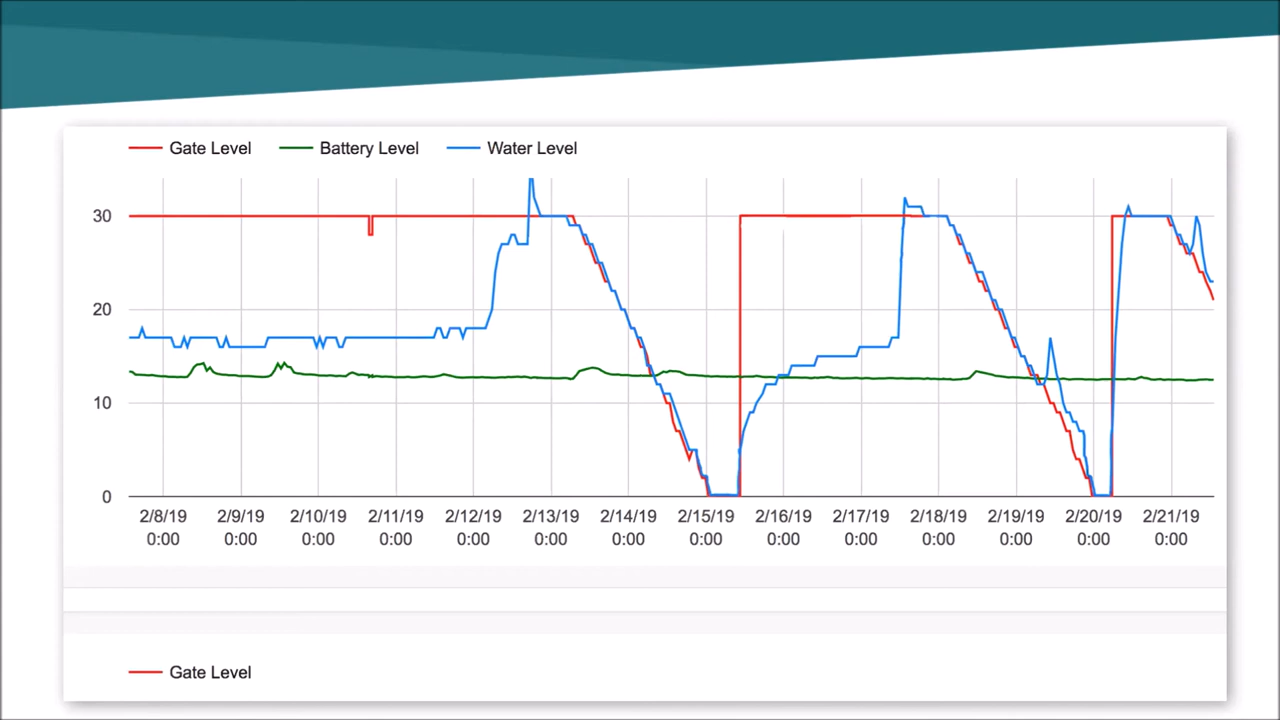 Gate Level Battery Level Water Level
30
20
10
0
2/8/19 2/9/19 2/10/19 2/11/19 2/12/19 2/13/19 2/14/19 2/15/19 2/16/19 2/17/19 2/18/19 2/19/19 2/20/19 2/21/19
0:00 0:00 0:00 0:00 0:00 0:00 0:00 0:00 0:00 0:00 0:00 0:00 0:00 0:00
Gate Level